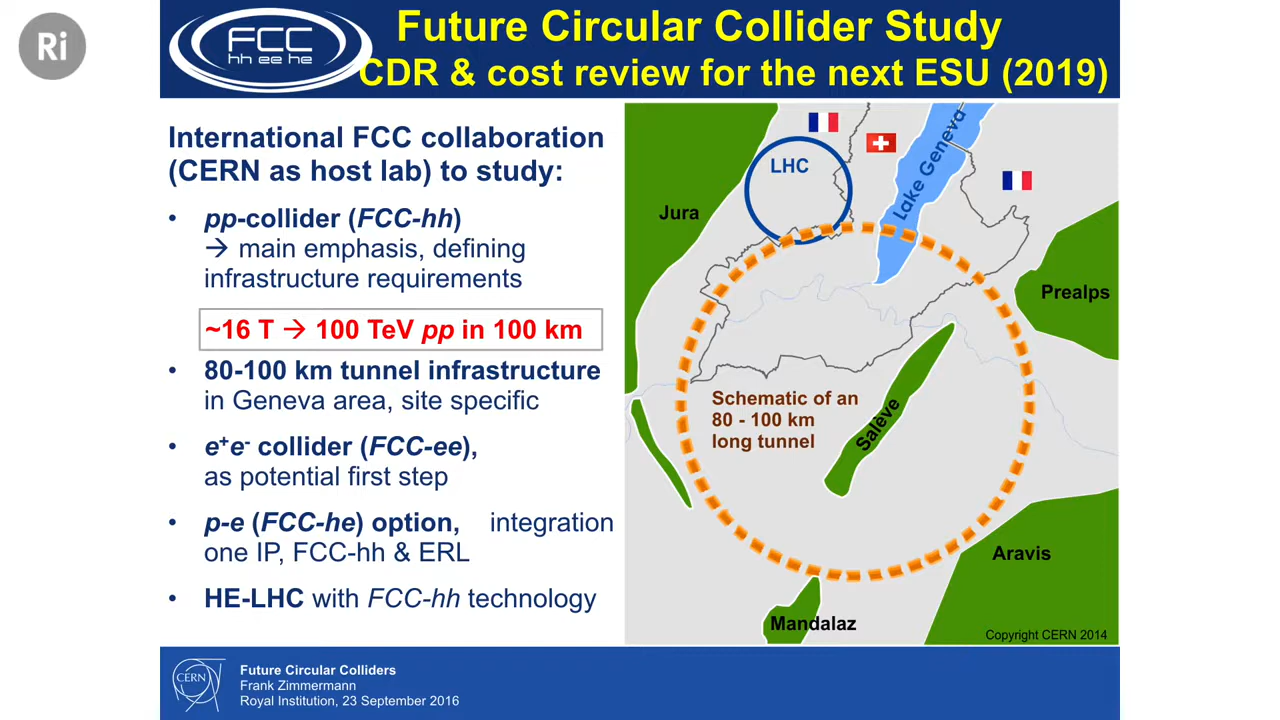 Ri
FCC
hh ee he
Future Circular Collider Study
CDR & cost review for the next ESU (2019)
International FCC collaboration
(CERN as host lab) to study:
• pp-collider (FCC-hh)
→ main emphasis, defining
infrastructure requirements
~16 T → 100 TeV pp in 100 km
• 80-100 km tunnel infrastructure
in Geneva area, site specific
• e+e- collider (FCC-ee),
as potential first step
• p-e (FCC-he) option, integration
one IP, FCC-hh & ERL
• HE-LHC with FCC-hh technology
LHC
Lake Geneva
Jura
Prealps
Schematic of an
80 - 100 km
long tunnel
Salève
Aravis
Mandalaz
Copyright CERN 2014
CERN
Future Circular Colliders
Frank Zimmermann
Royal Institution, 23 September 2016